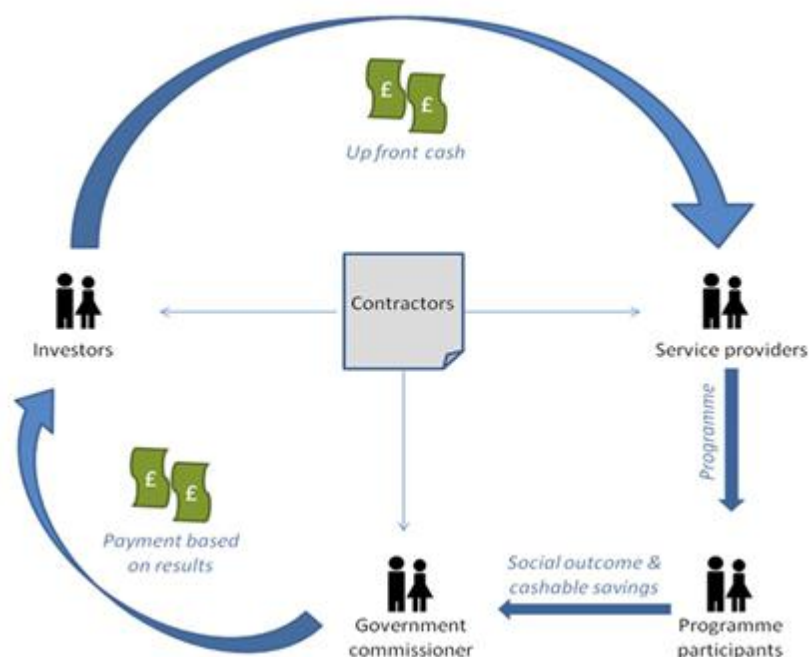 £
£
Up front cash
Contractors
Investors
Service providers
Programme
£
£
Payment based
on results
Social outcome &
cashable savings
Government
commissioner
Programme
participants